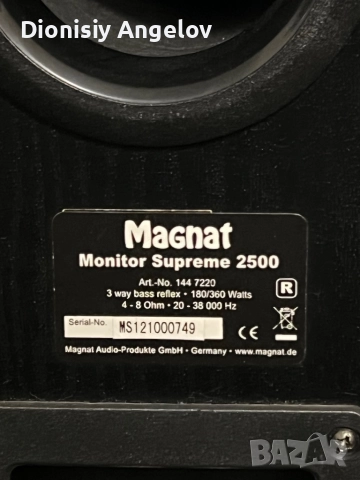 Dionisiy Angelov
Magnat
Monitor Supreme 2500
Art.-No. 144 7220
3 way bass reflex • 180/360 Watts
4 - 8 Ohm • 20 - 38 000 Hz
R
Serial-No.
MS121000749
CE
Magnat Audio-Produkte GmbH • Germany • www.magnat.de
BAZAR